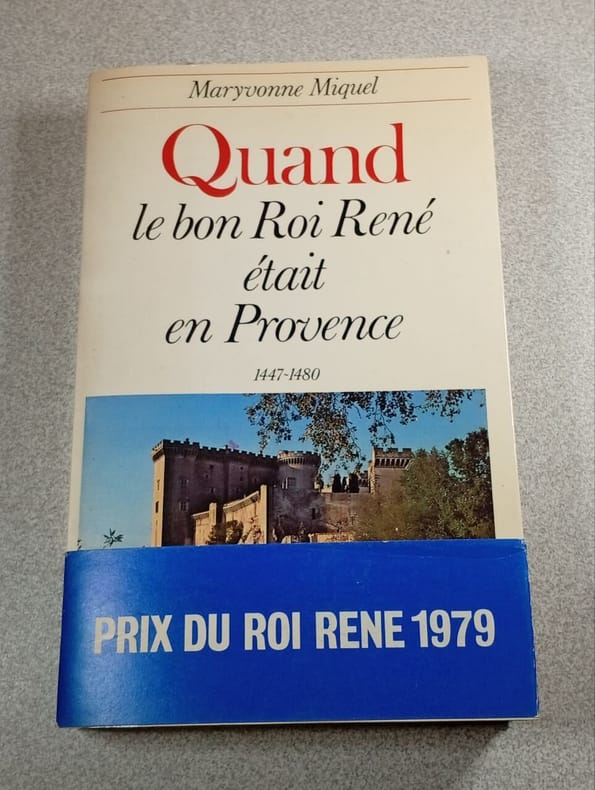 Maryvonne Miquel
Quand
le bon Roi René
était
en Provence
1447-1480
PRIX DU ROI RENE 1979